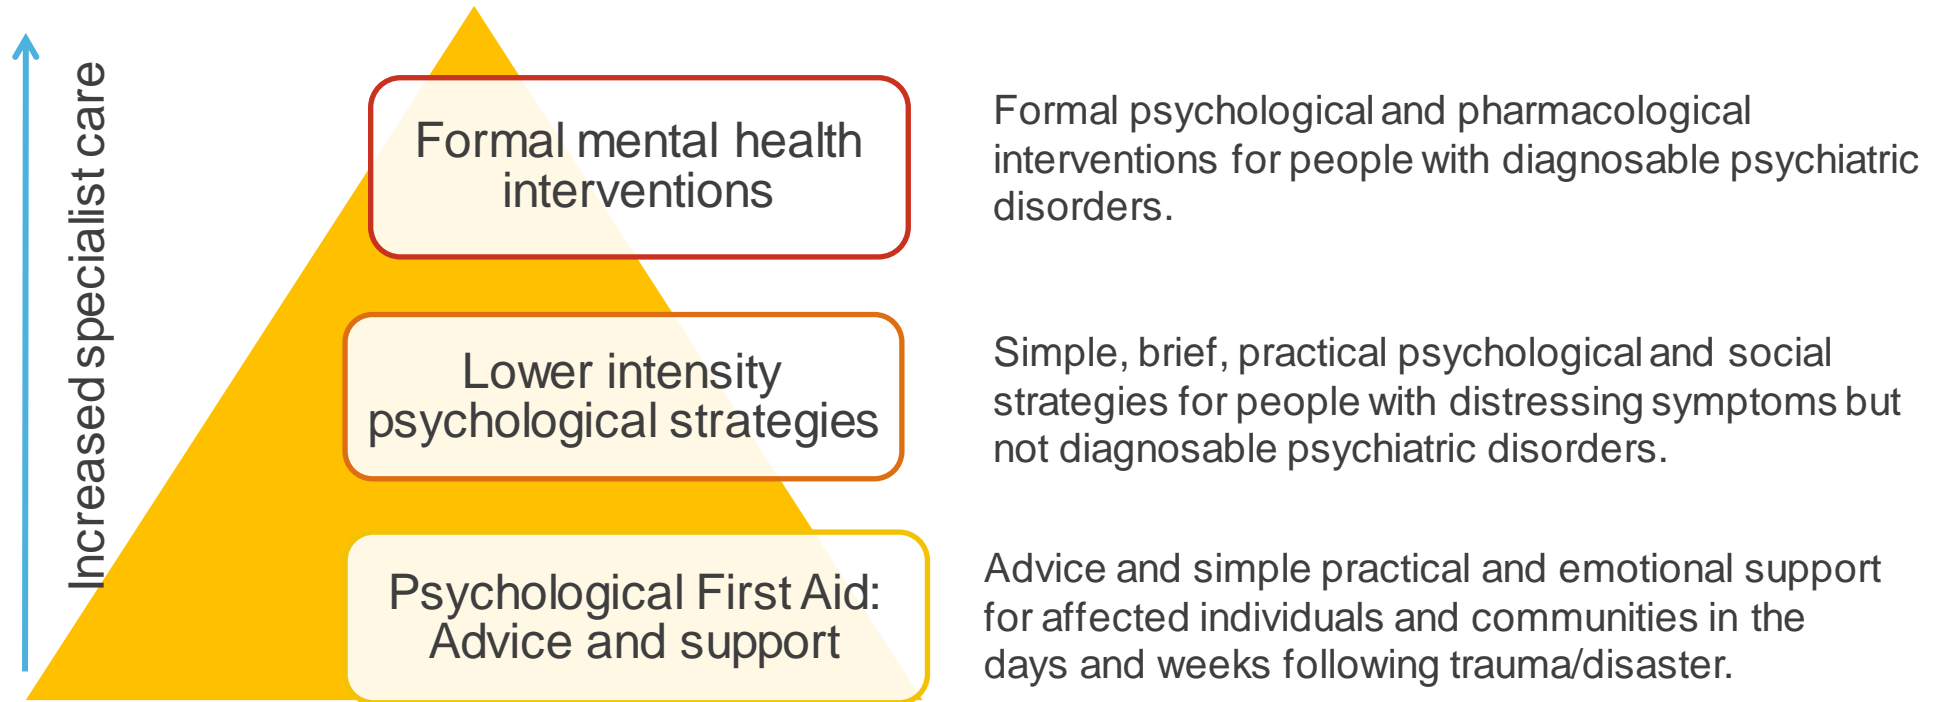 Increased specialist care
Formal mental health
interventions
Formal psychological and pharmacological
interventions for people with diagnosable psychiatric
disorders.
Lower intensity
psychological strategies
Simple, brief, practical psychological and social
strategies for people with distressing symptoms but
not diagnosable psychiatric disorders.
Psychological First Aid:
Advice and support
Advice and simple practical and emotional support
for affected individuals and communities in the
days and weeks following trauma/disaster.